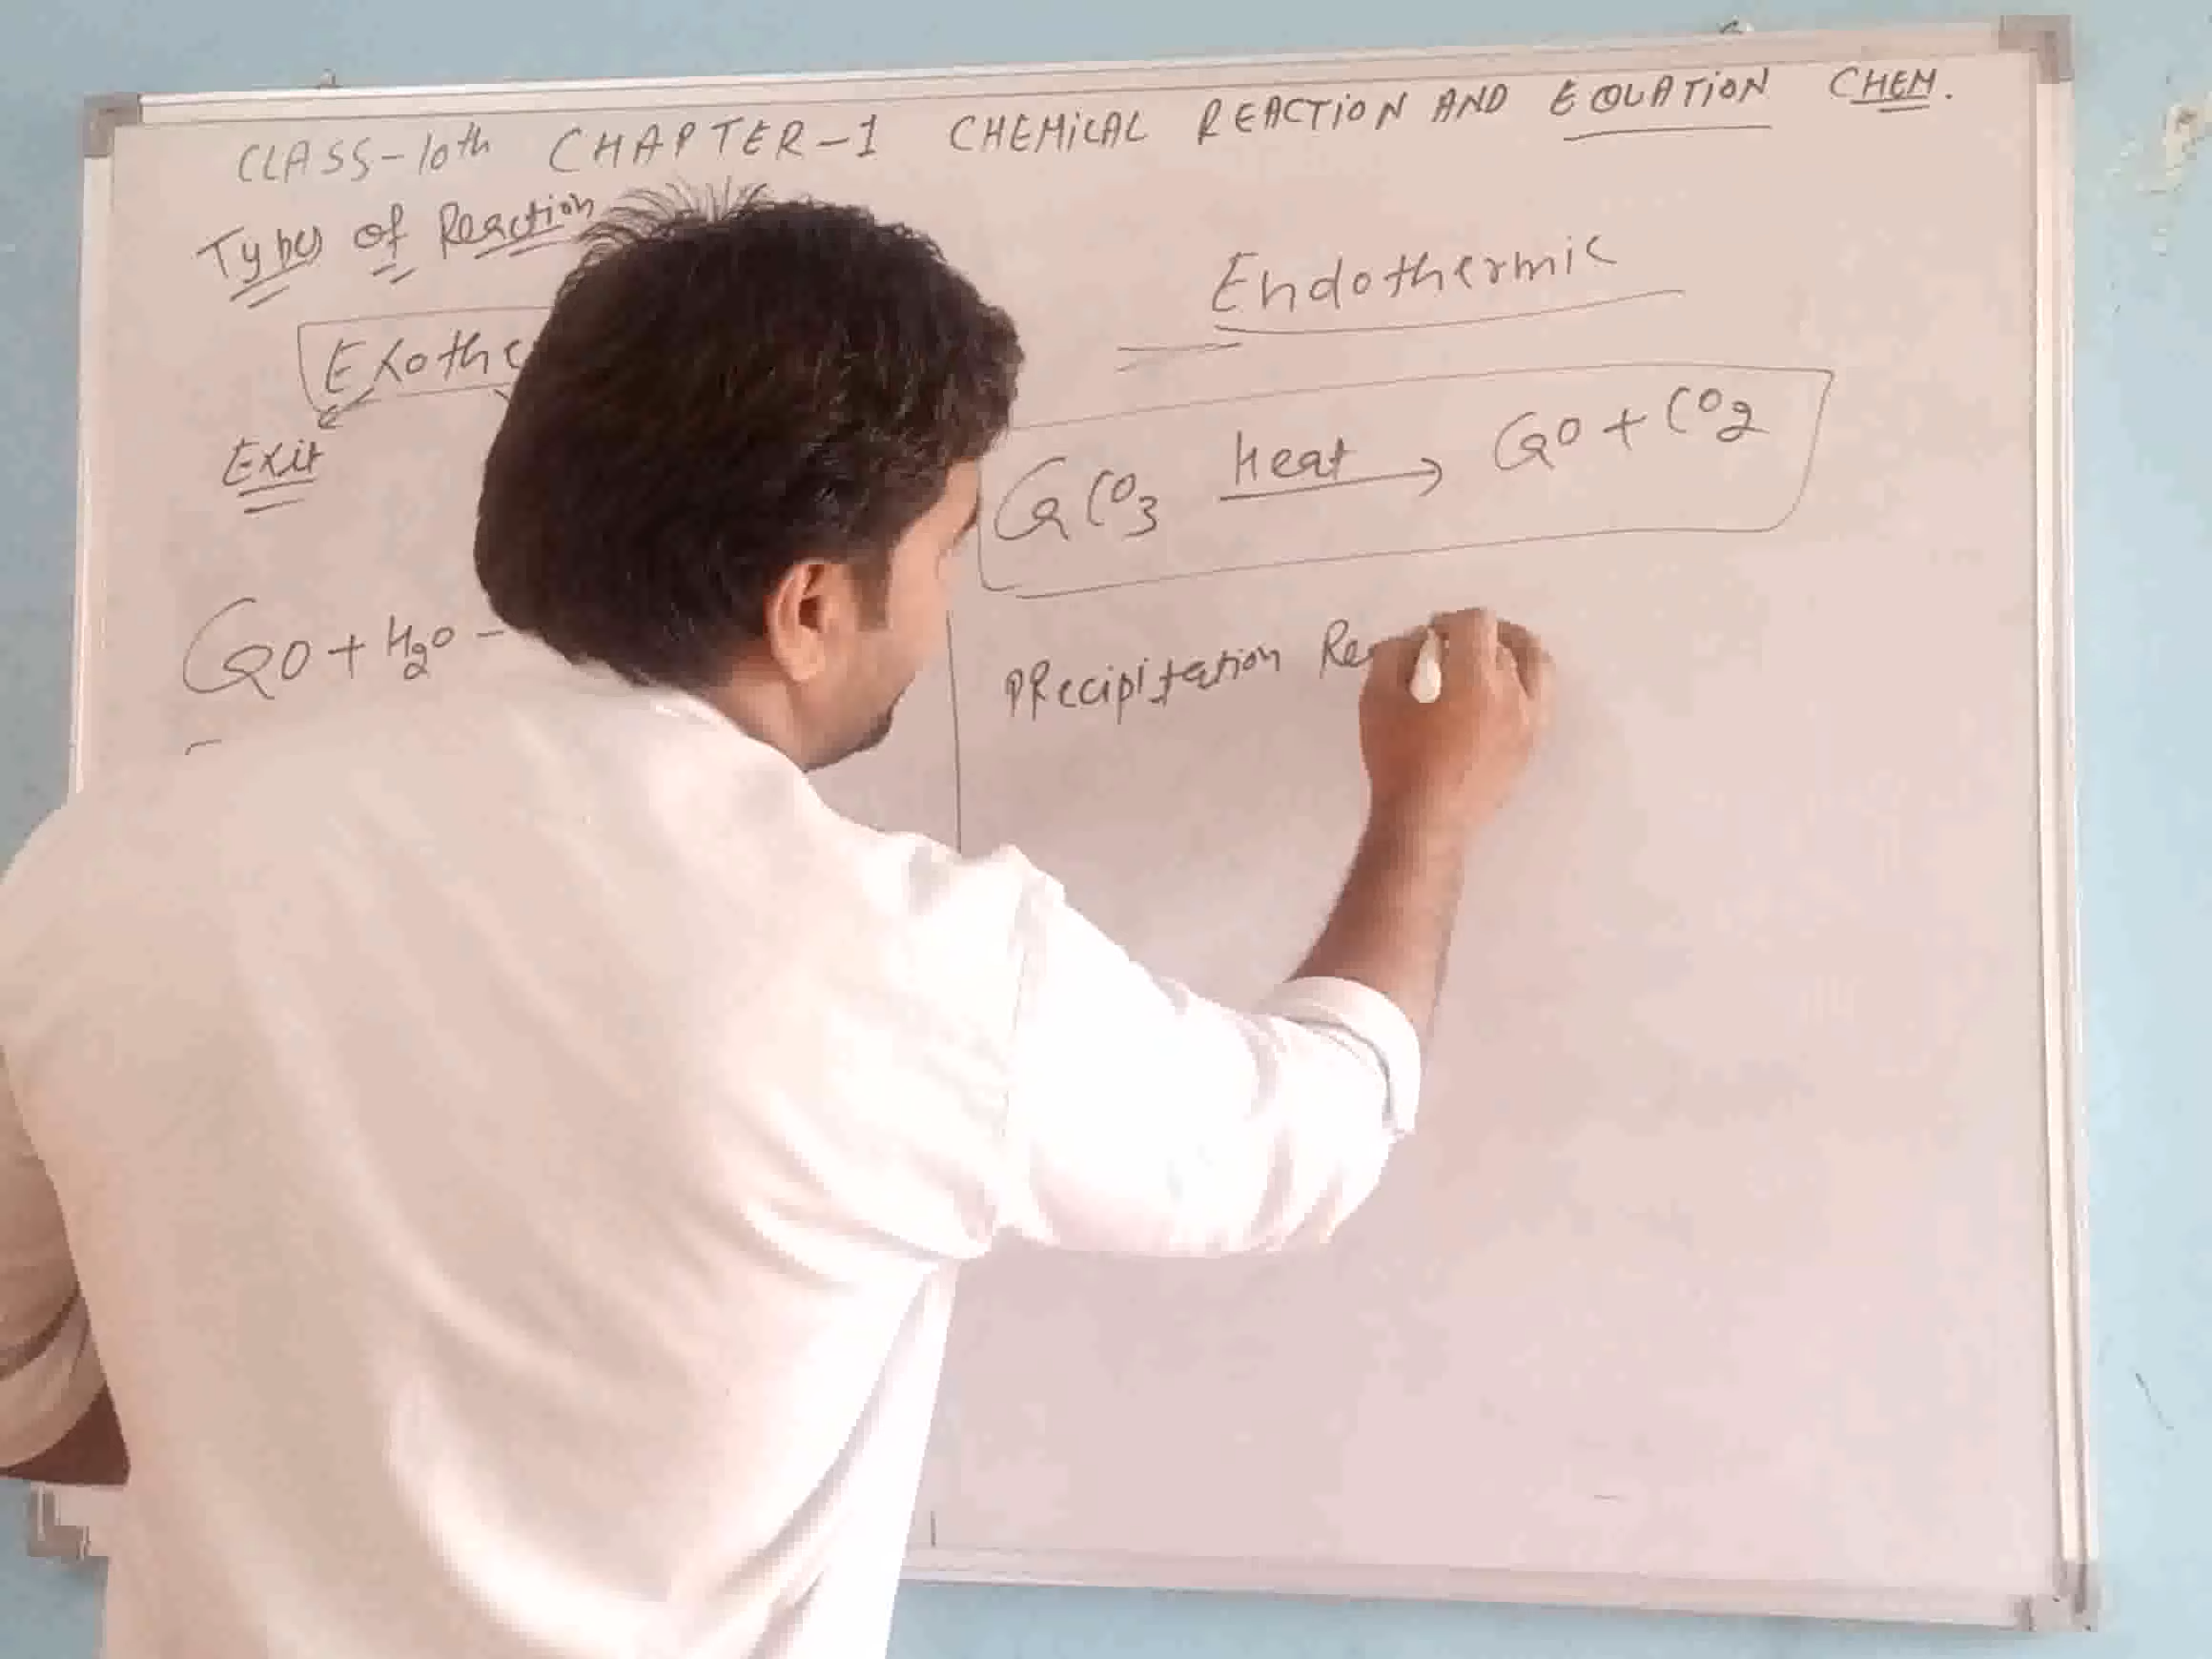 CLASS-10th CHAPTER-1 CHEMICAL REACTION AND EQUATION CHEM.
Types of Reaction
Exothe
Exit
CaO + H2O -
Endothermic
CaCO3 Heat → CaO + CO2
PRecipitation Rea